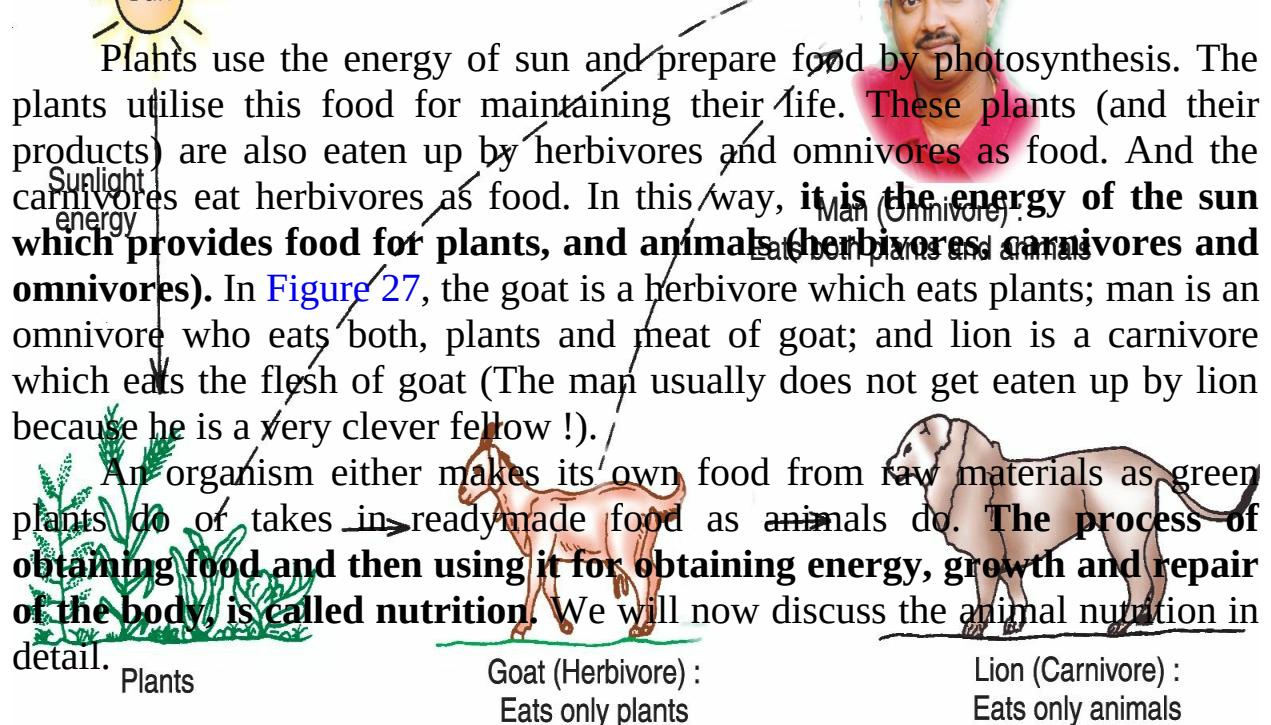 Sun
Plants use the energy of sun and prepare food by photosynthesis. The
plants utilise this food for maintaining their life. These plants (and their
products) are also eaten up by herbivores and omnivores as food. And the
carnivores eat herbivores as food. In this way, it is the energy of the sun
which provides food for plants, and animals (herbivores, carnivores and
omnivores). In Figure 27, the goat is a herbivore which eats plants; man is an
omnivore who eats both, plants and meat of goat; and lion is a carnivore
which eats the flesh of goat (The man usually does not get eaten up by lion
because he is a very clever fellow !).
An organism either makes its own food from raw materials as green
plants do or takes in readymade food as animals do. The process of
obtaining food and then using it for obtaining energy, growth and repair
of the body, is called nutrition. We will now discuss the animal nutrition in
detail.
Sunlight
energy
Man (Omnivore) :
Eats both plants and animals
Plants
Goat (Herbivore) :
Eats only plants
Lion (Carnivore) :
Eats only animals